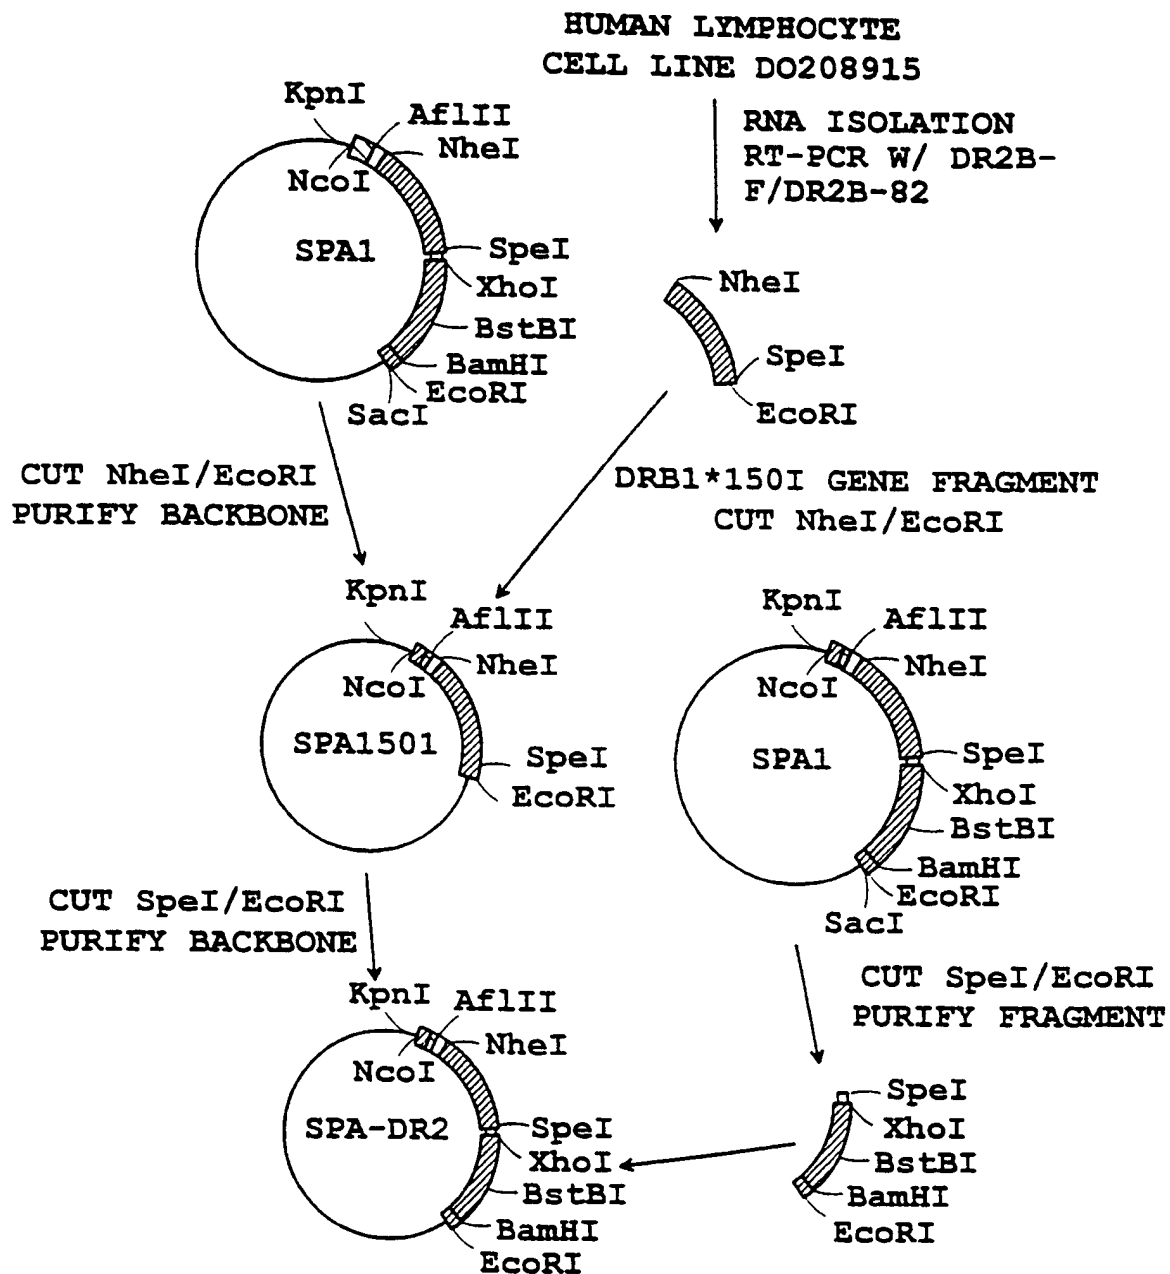 HUMAN LYMPHOCYTE
CELL LINE DO208915
RNA ISOLATION
RT-PCR W/ DR2B-
F/DR2B-82
KpnI
AflII
NheI
NcoI
SPA1
SpeI
XhoI
BstBI
BamHI
EcoRI
SacI
NheI
SpeI
EcoRI
CUT NheI/EcoRI
PURIFY BACKBONE
DRB1*150I GENE FRAGMENT
CUT NheI/EcoRI
KpnI
AflII
NheI
NcoI
SPA1501
SpeI
EcoRI
KpnI
AflII
NheI
NcoI
SPA1
SpeI
XhoI
BstBI
BamHI
EcoRI
SacI
CUT SpeI/EcoRI
PURIFY BACKBONE
CUT SpeI/EcoRI
PURIFY FRAGMENT
KpnI
AflII
NheI
NcoI
SPA-DR2
SpeI
XhoI
BstBI
BamHI
EcoRI
SpeI
XhoI
BstBI
BamHI
EcoRI